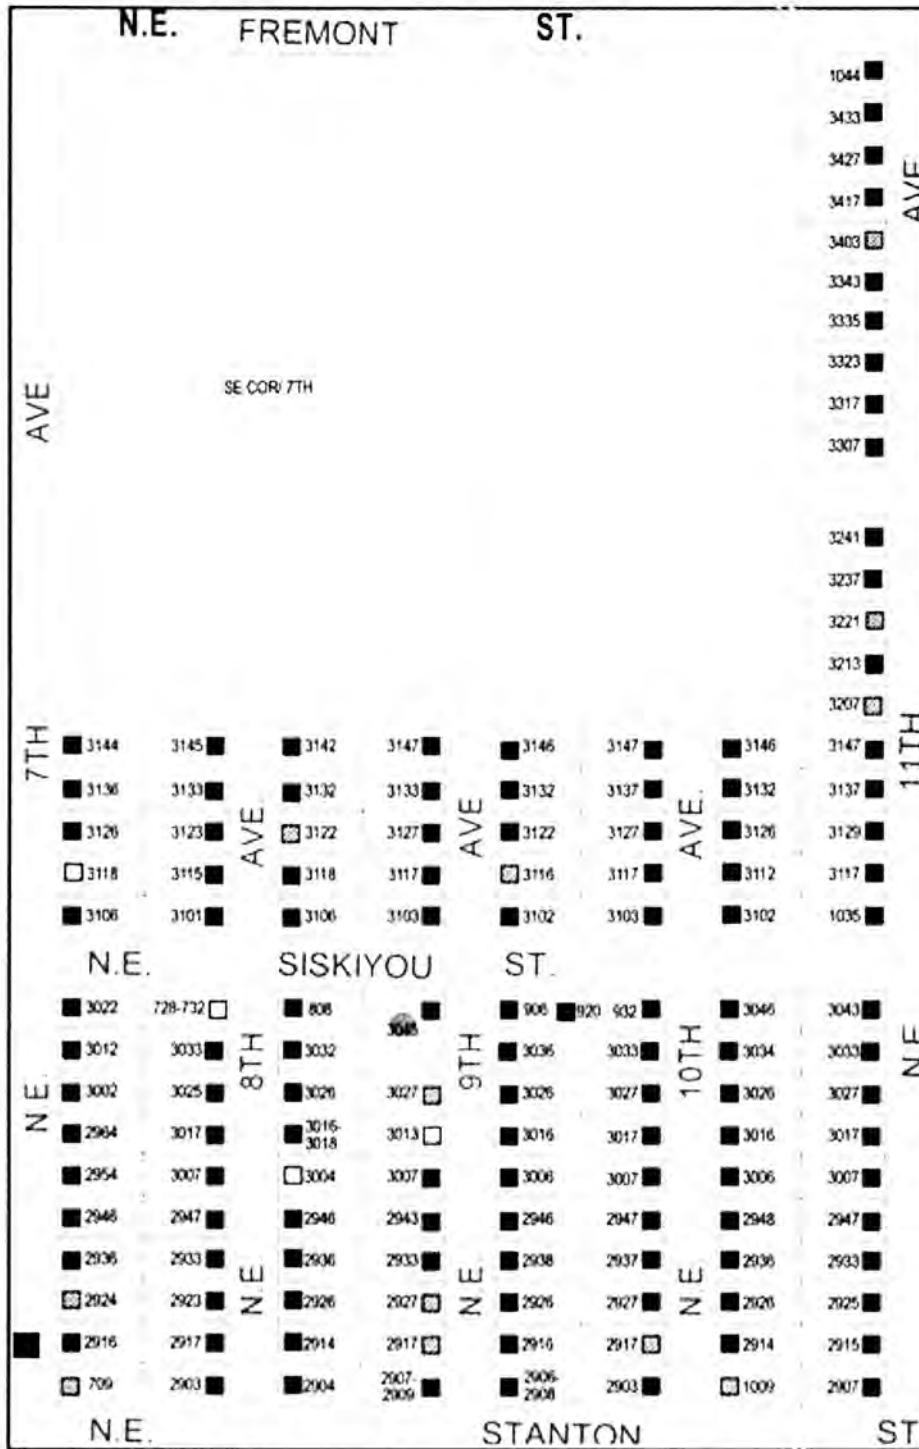 N.E. FREMONT ST.
1044
3433
3427
AVE
3417
3403
3343
3335
3323
SE COR/ 7TH
AVE
3317
3307
3241
3237
3221
3213
3207
7TH
11TH
3144 3145 3142 3147 3146 3147 3146 3147
3136 3133 3132 3133 3132 3137 3132 3137
AVE. AVE AVE.
3126 3123 3122 3127 3122 3127 3126 3129
3118 3115 3118 3117 3116 3117 3112 3117
3106 3101 3106 3103 3102 3103 3102 1035
N.E. SISKIYOU ST.
3022 728-732 808 906 920 932 3046 3043
3045
8TH 9TH 10TH N.E.
3012 3033 3032 3036 3033 3034 3033
N.E.
3002 3025 3026 3027 3026 3027 3026 3027
2964 3017 3016-
3018 3013 3016 3017 3016 3017
2954 3007 3004 3007 3006 3007 3006 3007
2946 2947 2946 2943 2946 2947 2948 2947
2936 2933 2936 2933 2938 2937 2936 2933
N.E. N.E. N.E.
2924 2923 2926 2927 2926 2927 2926 2925
2916 2917 2914 2917 2916 2917 2914 2915
709 2903 2904 2907-
2909 2906-
2908 2903 1009 2907
N.E. STANTON ST.